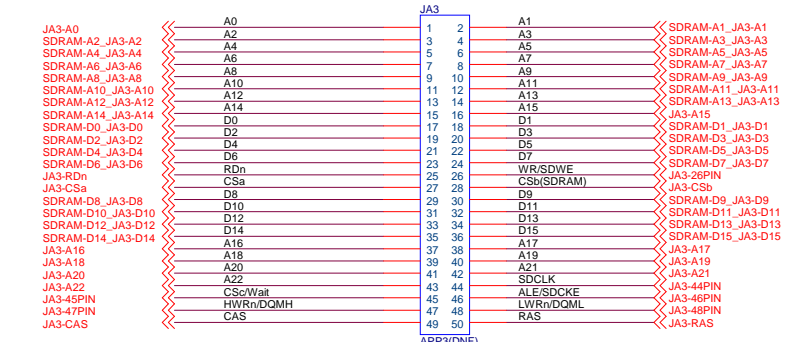 JA3
JA3-A0 A0 1 2 A1 SDRAM-A1_JA3-A1
SDRAM-A2_JA3-A2 A2 3 4 A3 SDRAM-A3_JA3-A3
SDRAM-A4_JA3-A4 A4 5 6 A5 SDRAM-A5_JA3-A5
SDRAM-A6_JA3-A6 A6 7 8 A7 SDRAM-A7_JA3-A7
SDRAM-A8_JA3-A8 A8 9 10 A9 SDRAM-A9_JA3-A9
SDRAM-A10_JA3-A10 A10 11 12 A11 SDRAM-A11_JA3-A11
SDRAM-A12_JA3-A12 A12 13 14 A13 SDRAM-A13_JA3-A13
SDRAM-A14_JA3-A14 A14 15 16 A15 JA3-A15
SDRAM-D0_JA3-D0 D0 17 18 D1 SDRAM-D1_JA3-D1
SDRAM-D2_JA3-D2 D2 19 20 D3 SDRAM-D3_JA3-D3
SDRAM-D4_JA3-D4 D4 21 22 D5 SDRAM-D5_JA3-D5
SDRAM-D6_JA3-D6 D6 23 24 D7 SDRAM-D7_JA3-D7
JA3-RDn RDn 25 26 WR/SDWE JA3-26PIN
JA3-CSa CSa 27 28 CSb(SDRAM) JA3-CSb
SDRAM-D8_JA3-D8 D8 29 30 D9 SDRAM-D9_JA3-D9
SDRAM-D10_JA3-D10 D10 31 32 D11 SDRAM-D11_JA3-D11
SDRAM-D12_JA3-D12 D12 33 34 D13 SDRAM-D13_JA3-D13
SDRAM-D14_JA3-D14 D14 35 36 D15 SDRAM-D15_JA3-D15
JA3-A16 A16 37 38 A17 JA3-A17
JA3-A18 A18 39 40 A19 JA3-A19
JA3-A20 A20 41 42 A21 JA3-A21
JA3-A22 A22 43 44 SDCLK JA3-44PIN
JA3-45PIN CSc/Wait 45 46 ALE/SDCKE JA3-46PIN
JA3-47PIN HWRn/DQMH 47 48 LWRn/DQML JA3-48PIN
JA3-CAS CAS 49 50 RAS JA3-RAS